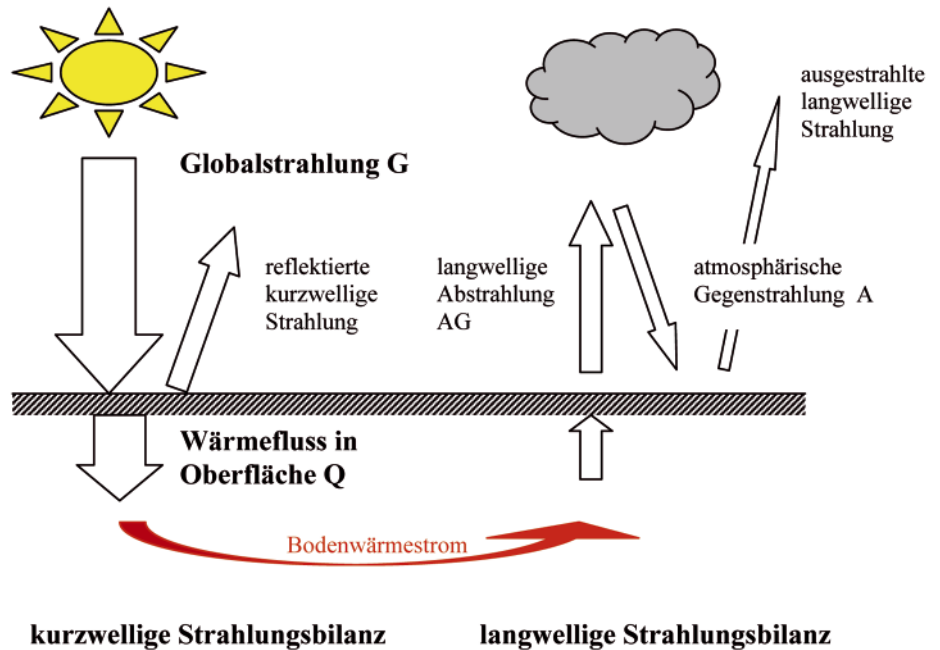 Globalstrahlung G
reflektierte
kurzwellige
Strahlung
langwellige
Abstrahlung
AG
ausgestrahlte
langwellige
Strahlung
atmosphärische
Gegenstrahlung A
Wärmefluss in
Oberfläche Q
Bodenwärmestrom
kurzwellige Strahlungsbilanz
langwellige Strahlungsbilanz